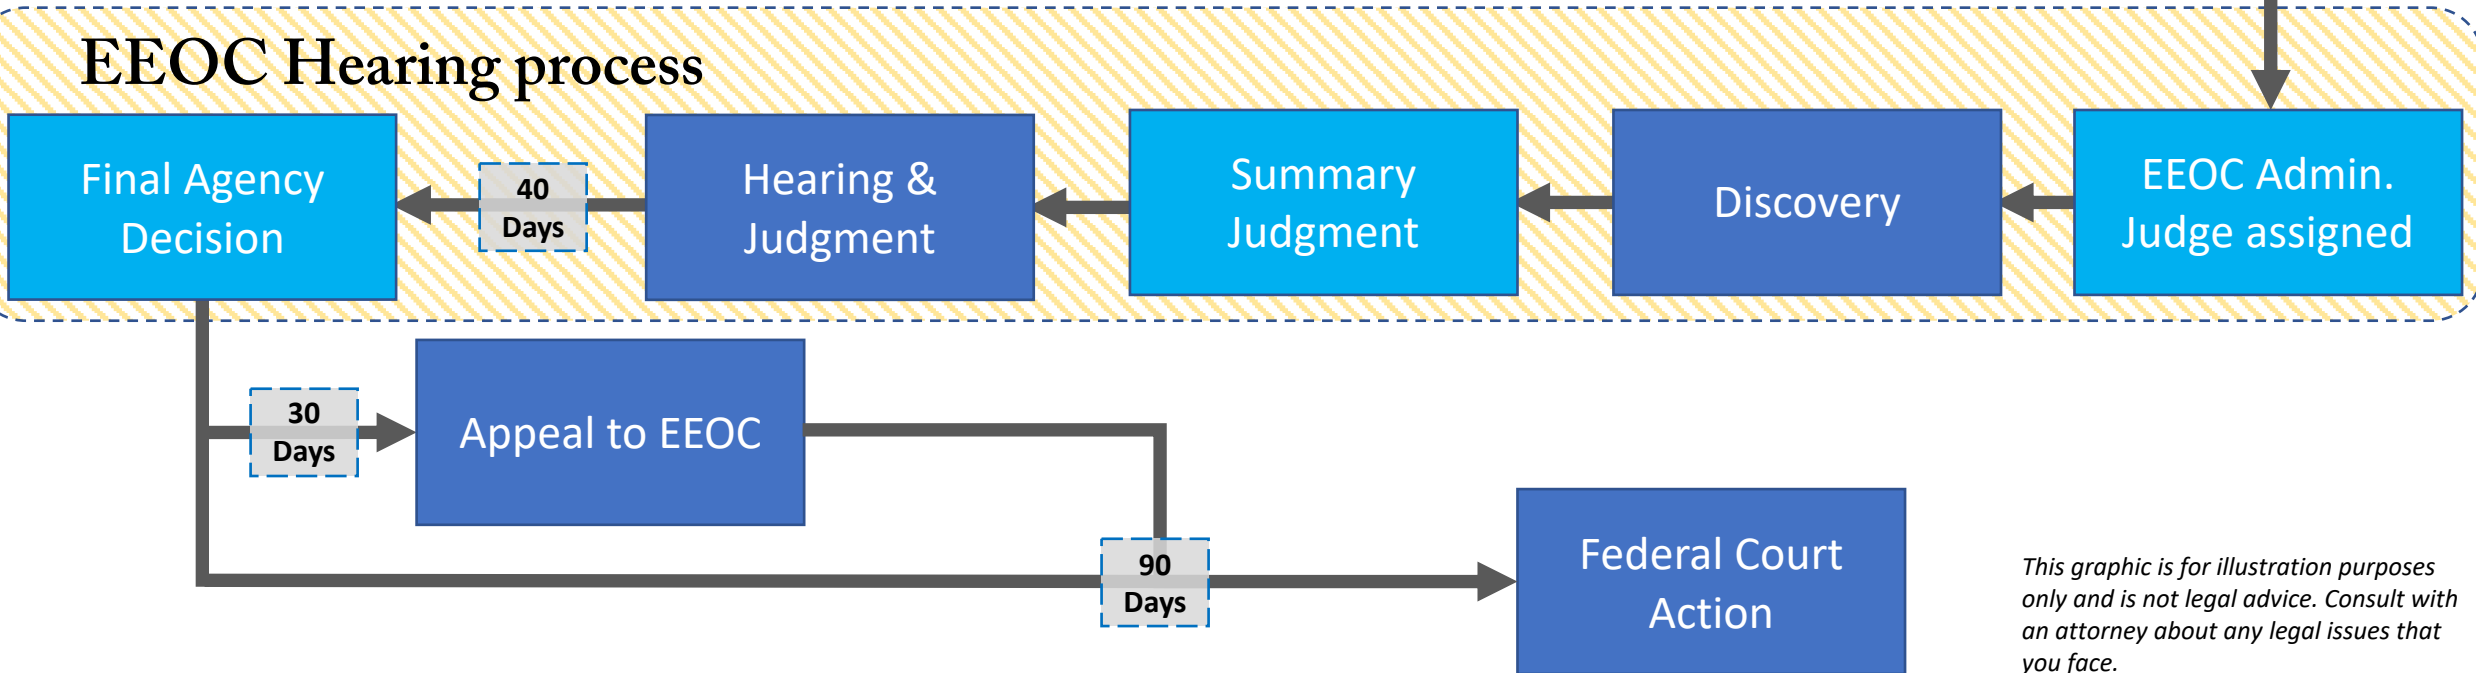 EEOC Hearing process
Final Agency
Decision
40
Days
Hearing &
Judgment
Summary
Judgment
Discovery
EEOC Admin.
Judge assigned
30
Days
Appeal to EEOC
90
Days
Federal Court
Action
This graphic is for illustration purposes
only and is not legal advice. Consult with
an attorney about any legal issues that
you face.